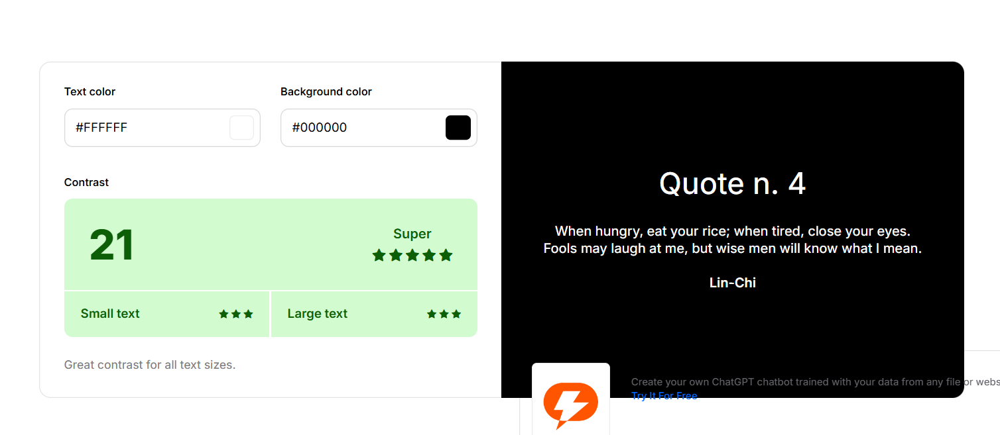 Text color
Background color
#FFFFFF
#000000
Contrast
21
Super
Small text
Large text
Great contrast for all text sizes.
Quote n. 4
When hungry, eat your rice; when tired, close your eyes.
Fools may laugh at me, but wise men will know what I mean.
Lin-Chi
Create your own ChatGPT chatbot trained with your data from any file or webs
Try It For Free